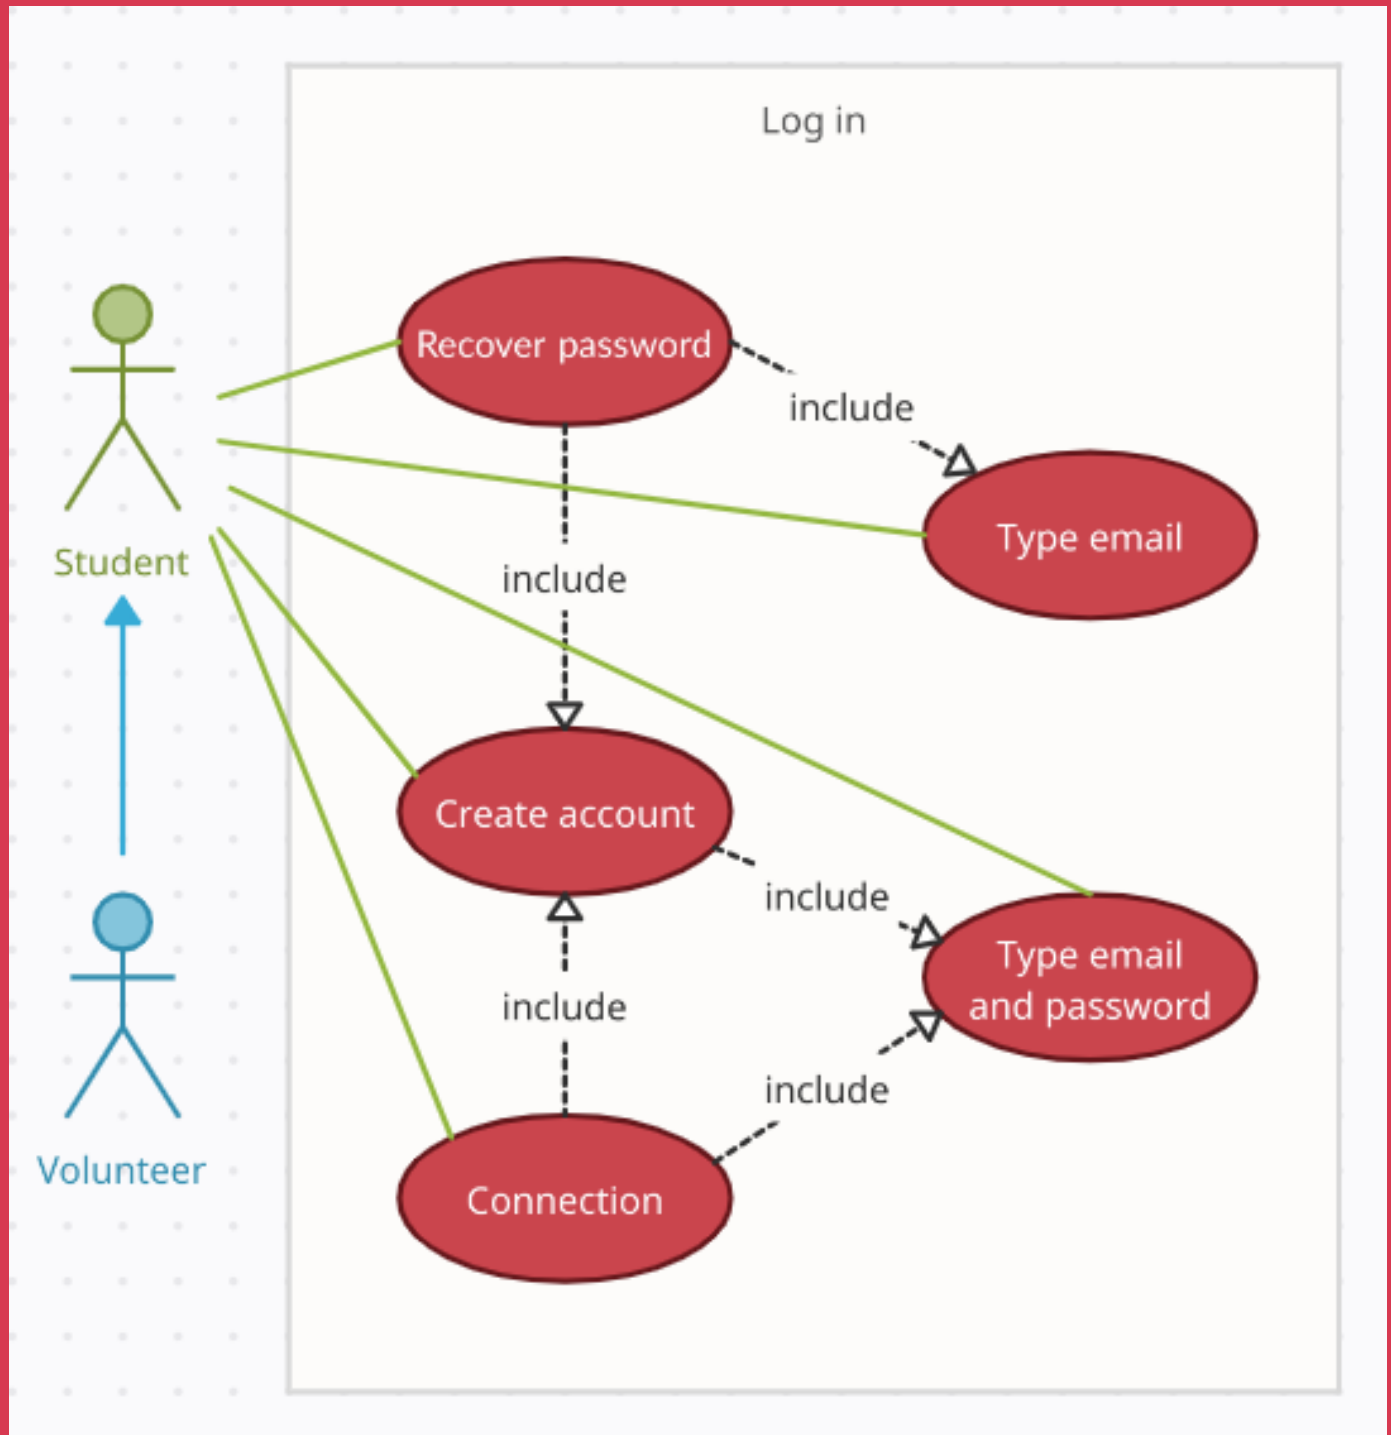 Log in
Recover password
include
Type email
Student
include
Create account
include
Type email
and password
include
include
Volunteer
Connection